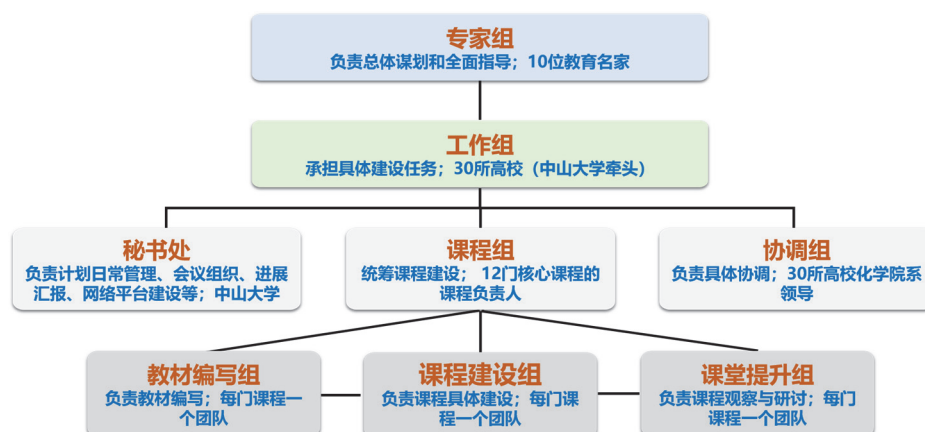 专家组
负责总体谋划和全面指导；10位教育名家
工作组
承担具体建设任务；30所高校（中山大学牵头）
秘书处
负责计划日常管理、会议组织、进展
汇报、网络平台建设等；中山大学
课程组
统筹课程建设； 12门核心课程的
课程负责人
协调组
负责具体协调；30所高校化学院系
领导
教材编写组
负责教材编写；每门课程一
个团队
课程建设组
负责课程具体建设；每门课
程一个团队
课堂提升组
负责课程观察与研讨；每门
课程一个团队